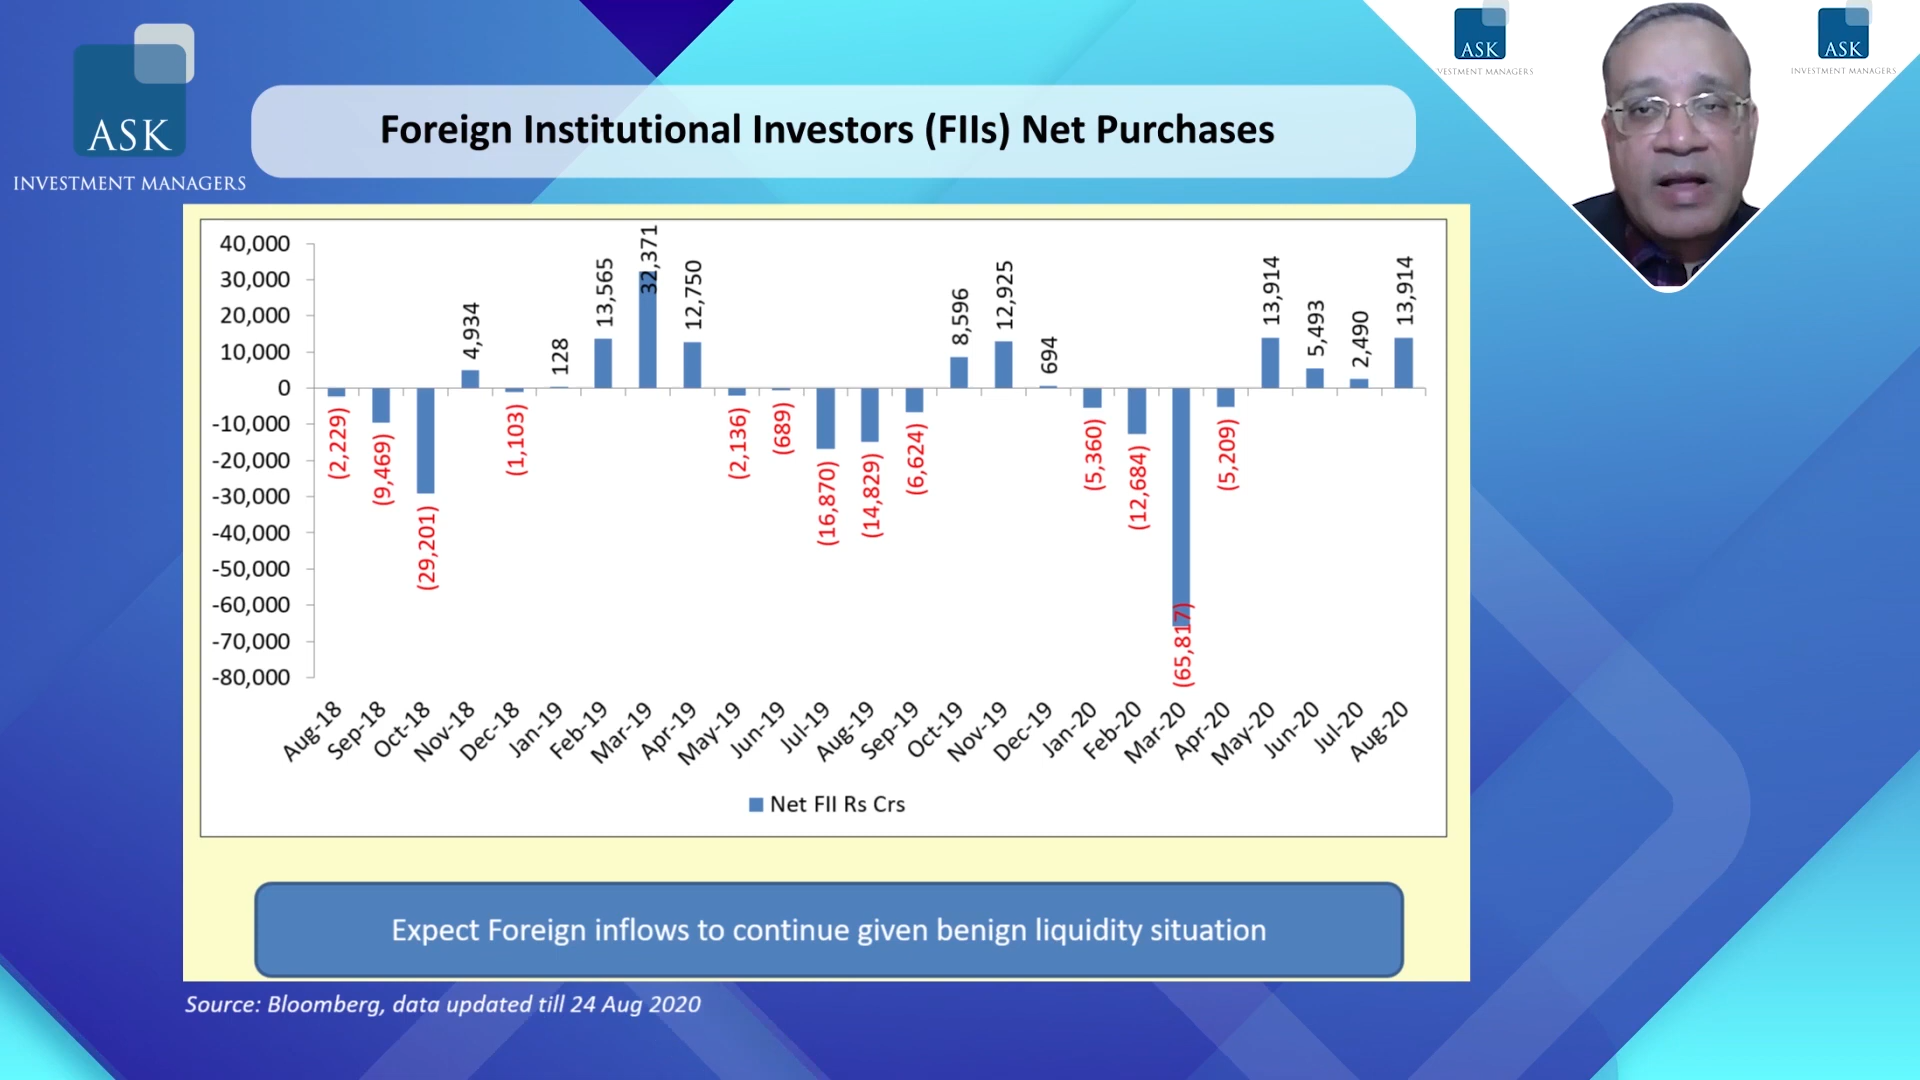 ASK
INVESTMENT MANAGERS
Foreign Institutional Investors (FIIs) Net Purchases
ASK
VESTMENT MANAGERS
ASK
INVESTMENT MANAGERS
40,000
30,000
20,000
10,000
0
-10,000
-20,000
-30,000
-40,000
-50,000
-60,000
-70,000
-80,000
(2,229)
(9,469)
(29,201)
4,934
(1,103)
128
13,565
32,371
12,750
(2,136)
(689)
(16,870)
(14,829)
(6,624)
8,596
12,925
694
(5,360)
(12,684)
(65,817)
(5,209)
13,914
5,493
2,490
13,914
Aug-18
Sep-18
Oct-18
Nov-18
Dec-18
Jan-19
Feb-19
Mar-19
Apr-19
May-19
Jun-19
Jul-19
Aug-19
Sep-19
Oct-19
Nov-19
Dec-19
Jan-20
Feb-20
Mar-20
Apr-20
May-20
Jun-20
Jul-20
Aug-20
Net FII Rs Crs
Expect Foreign inflows to continue given benign liquidity situation
Source: Bloomberg, data updated till 24 Aug 2020